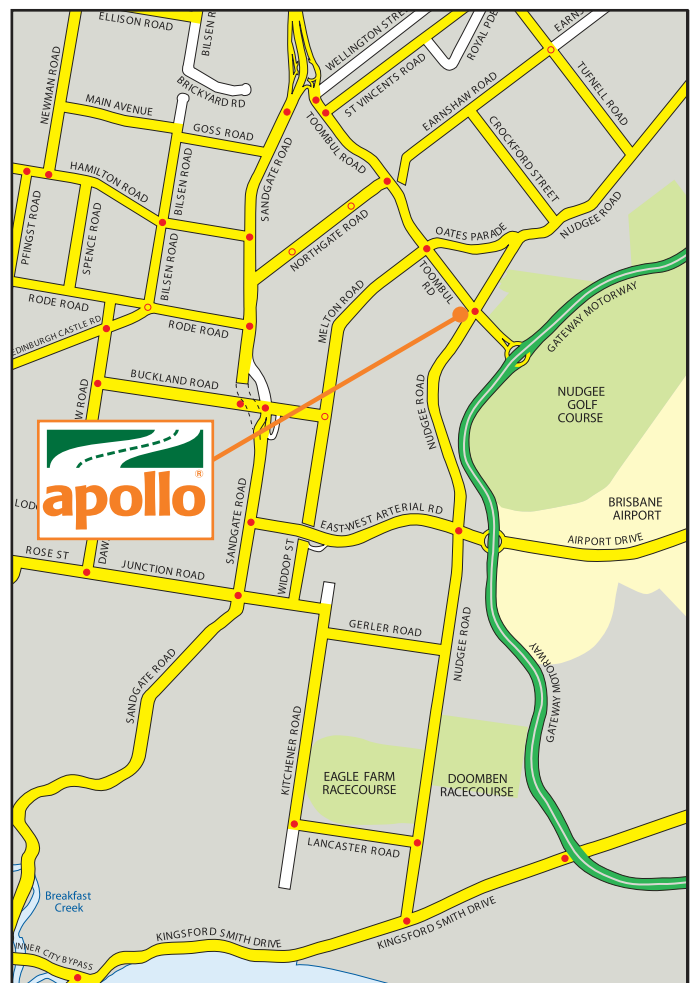 ELLISON ROAD
BILSEN R
WELLINGTON STREE
ROYAL PDE
EARNS
NEWMAN ROAD
BRICKYARD RD
ST VINCENTS ROAD
TUFNELL ROAD
MAIN AVENUE
GOSS ROAD
TOOMBUL ROAD
EARNSHAW ROAD
CROCKFORD STREET
HAMILTON ROAD
BILSEN ROAD
SANDGATE ROAD
PFINGST ROAD
SPENCE ROAD
NORTHGATE ROAD
OATES PARADE
NUDGEE ROAD
BILSEN ROAD
TOOMBUL
RD
RODE ROAD
RODE ROAD
MELTON ROAD
GATEWAY MOTORWAY
EDINBURGH CASTLE RD
BUCKLAND ROAD
W ROAD
NUDGEE ROAD
NUDGEE
GOLF
COURSE
apollo
®
LOD
SANDGATE ROAD
EAST-WEST ARTERIAL RD
BRISBANE
AIRPORT
AIRPORT DRIVE
ROSE ST
DAW
JUNCTION ROAD
WIDDOP ST
GERLER ROAD
NUDGEE ROAD
SANDGATE ROAD
GATEWAY MOTORWAY
KITCHENER ROAD
EAGLE FARM
RACECOURSE
DOOMBEN
RACECOURSE
LANCASTER ROAD
Breakfast
Creek
KINGSFORD SMITH DRIVE
KINGSFORD SMITH DRIVE
INNER CITY BYPASS